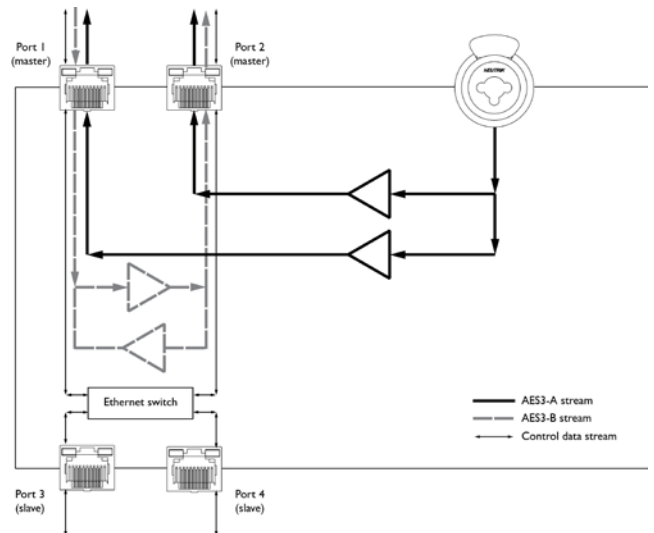 Port 1
(master)
Port 2
(master)
NEUTRIK
Ethernet switch
AES3-A stream
AES3-B stream
Control data stream
Port 3
(slave)
Port 4
(slave)